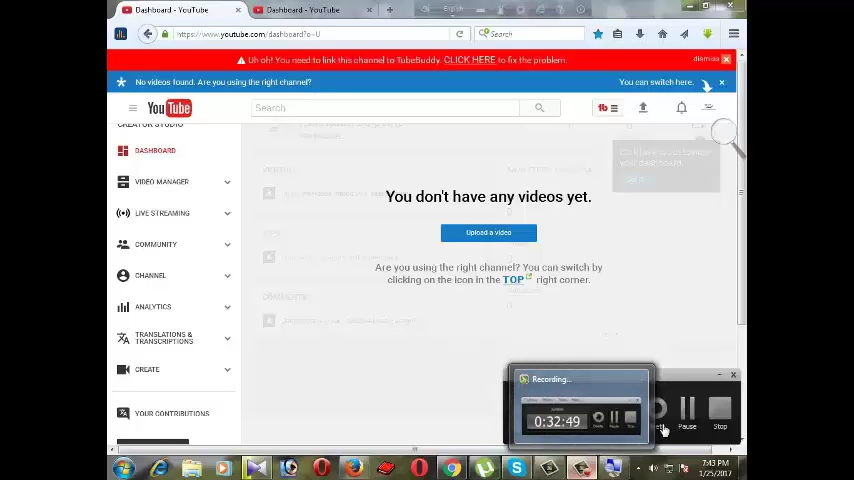 Dashboard - YouTube
Dashboard - YouTube
English
https://www.youtube.com/dashboard?o=U
Search
Uh oh! You need to link this channel to TubeBuddy. CLICK HERE to fix the problem.
dismiss
No videos found. Are you using the right channel?
You can switch here.
YouTube
Search
tb
CREATOR STUDIO
DASHBOARD
VIDEO MANAGER
LIVE STREAMING
COMMUNITY
CHANNEL
ANALYTICS
TRANSLATIONS &
TRANSCRIPTIONS
CREATE
YOUR CONTRIBUTIONS
your dashboard.
You don't have any videos yet.
Upload a video
Are you using the right channel? You can switch by
clicking on the icon in the TOP right corner.
Recording...
0:32:49
Pause
Stop
7:43 PM
1/25/2017